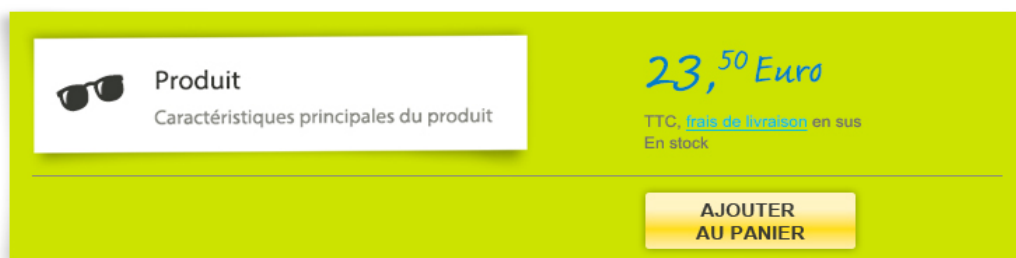 Produit
Caractéristiques principales du produit
23,50 Euro
TTC, frais de livraison en sus
En stock
AJOUTER
AU PANIER